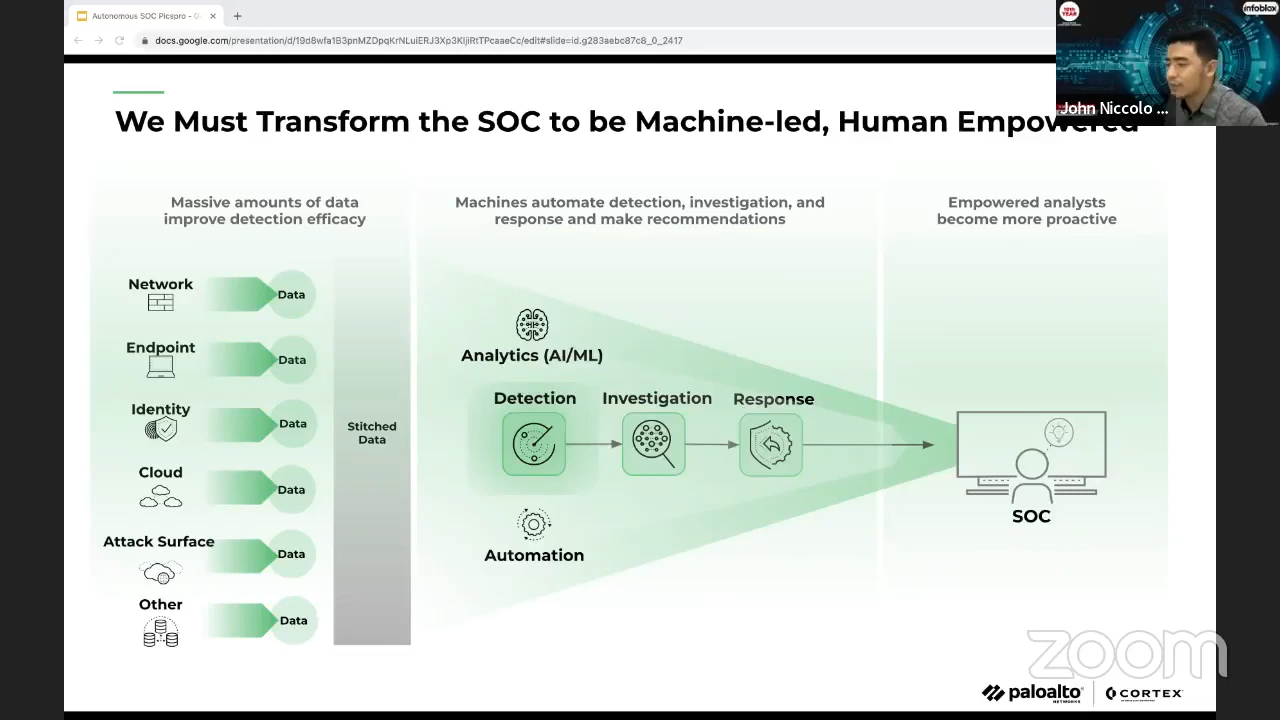 Autonomous SOC Picspro - G
docs.google.com/presentation/d/19d8wfa1B3pnMZDpqKrNLuiERJ3Xp3KljiRtTPcaaeCc/edit#slide=id.g283aebc87c8_0_2417
10th YEAR
infoblox
John Niccolo ...
We Must Transform the SOC to be Machine-led, Human Empowered
Massive amounts of data
improve detection efficacy
Machines automate detection, investigation, and
response and make recommendations
Empowered analysts
become more proactive
Network
Data
Endpoint
Data
Identity
Data
Cloud
Data
Attack Surface
Data
Other
Data
Stitched
Data
Analytics (AI/ML)
Detection
Investigation
Response
Automation
SOC
zoom
paloalto
NETWORKS
CORTEX